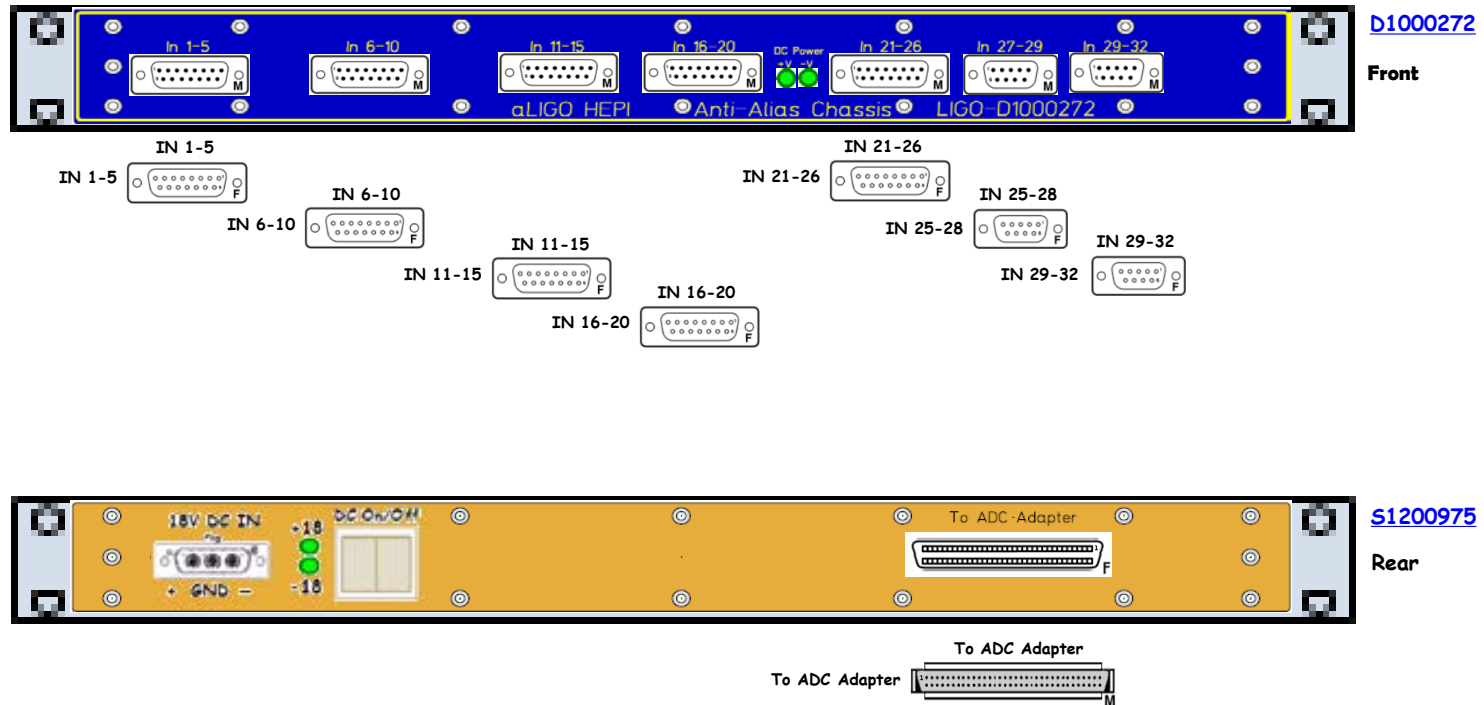 D1000272
In 1-5
In 6-10
In 11-15
In 16-20
DC Power
+V -V
In 21-26
In 27-29
In 29-32
Front
M
M
M
M
M
M
M
aLIGO HEPI
Anti-Alias Chassis
LIGO-D1000272
IN 1-5
IN 1-5
F
IN 6-10
IN 6-10
F
IN 11-15
IN 11-15
F
IN 16-20
IN 16-20
F
IN 21-26
IN 21-26
F
IN 25-28
IN 25-28
F
IN 29-32
IN 29-32
F
18V DC IN
+18
DC On/Off
To ADC-Adapter
S1200975
F
Rear
+ GND -
-18
To ADC Adapter
To ADC Adapter
M